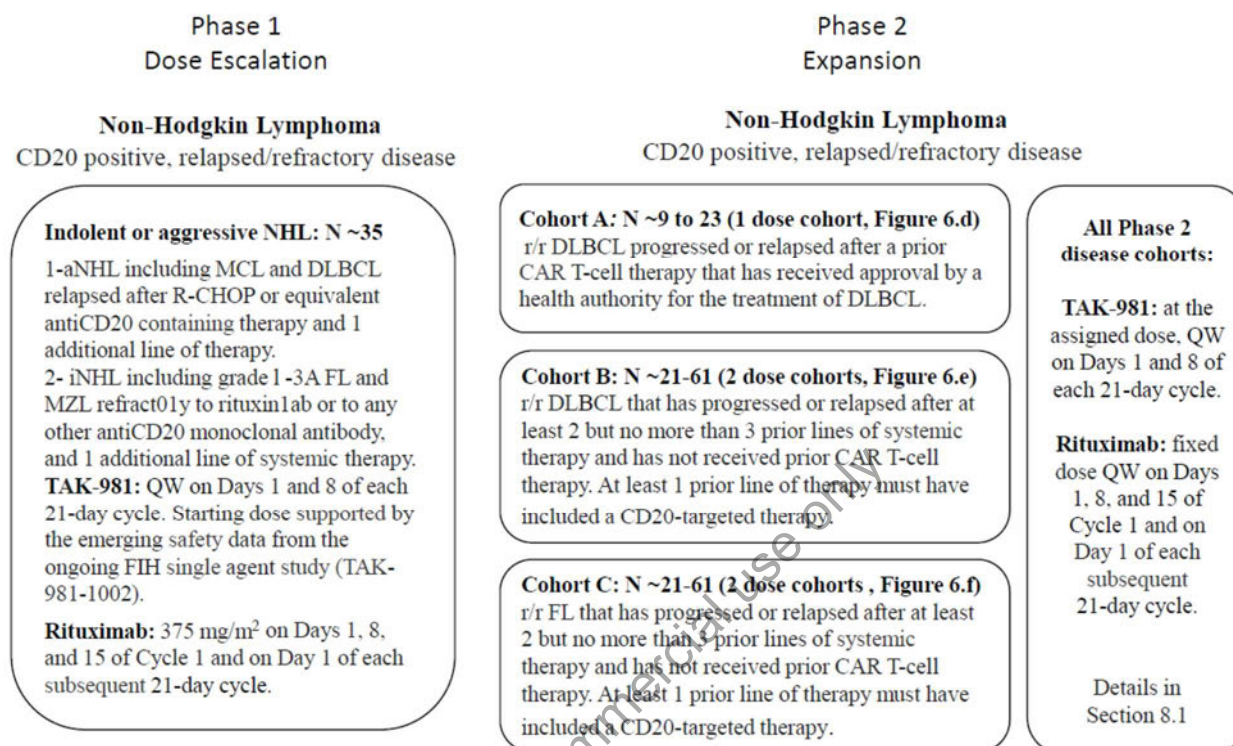 Phase 1
Dose Escalation
Non-Hodgkin Lymphoma
CD20 positive, relapsed/refractory disease
Indolent or aggressive NHL: N ~35
1-aNHL including MCL and DLBCL
relapsed after R-CHOP or equivalent
antiCD20 containing therapy and 1
additional line of therapy.
2- iNHL including grade l -3A FL and
MZL refract01y to rituxin1ab or to any
other antiCD20 monoclonal antibody,
and 1 additional line of systemic therapy.
TAK-981: QW on Days 1 and 8 of each
21-day cycle. Starting dose supported by
the emerging safety data from the
ongoing FIH single agent study (TAK-
981-1002).
Rituximab: 375 mg/m² on Days 1, 8,
and 15 of Cycle 1 and on Day 1 of each
subsequent 21-day cycle.
Phase 2
Expansion
Non-Hodgkin Lymphoma
CD20 positive, relapsed/refractory disease
Cohort A: N ~9 to 23 (1 dose cohort, Figure 6.d)
r/r DLBCL progressed or relapsed after a prior
CAR T-cell therapy that has received approval by a
health authority for the treatment of DLBCL.
Cohort B: N ~21-61 (2 dose cohorts, Figure 6.e)
r/r DLBCL that has progressed or relapsed after at
least 2 but no more than 3 prior lines of systemic
therapy and has not received prior CAR T-cell
therapy. At least 1 prior line of therapy must have
included a CD20-targeted therapy.
Cohort C: N ~21-61 (2 dose cohorts , Figure 6.f)
r/r FL that has progressed or relapsed after at least
2 but no more than 3 prior lines of systemic
therapy and has not received prior CAR T-cell
therapy. At least 1 prior line of therapy must have
included a CD20-targeted therapy.
All Phase 2
disease cohorts:
TAK-981: at the
assigned dose, QW
on Days 1 and 8 of
each 21-day cycle.
Rituximab: fixed
dose QW on Days
1, 8, and 15 of
Cycle 1 and on
Day 1 of each
subsequent
21-day cycle.
Details in
Section 8.1
mmercial use only